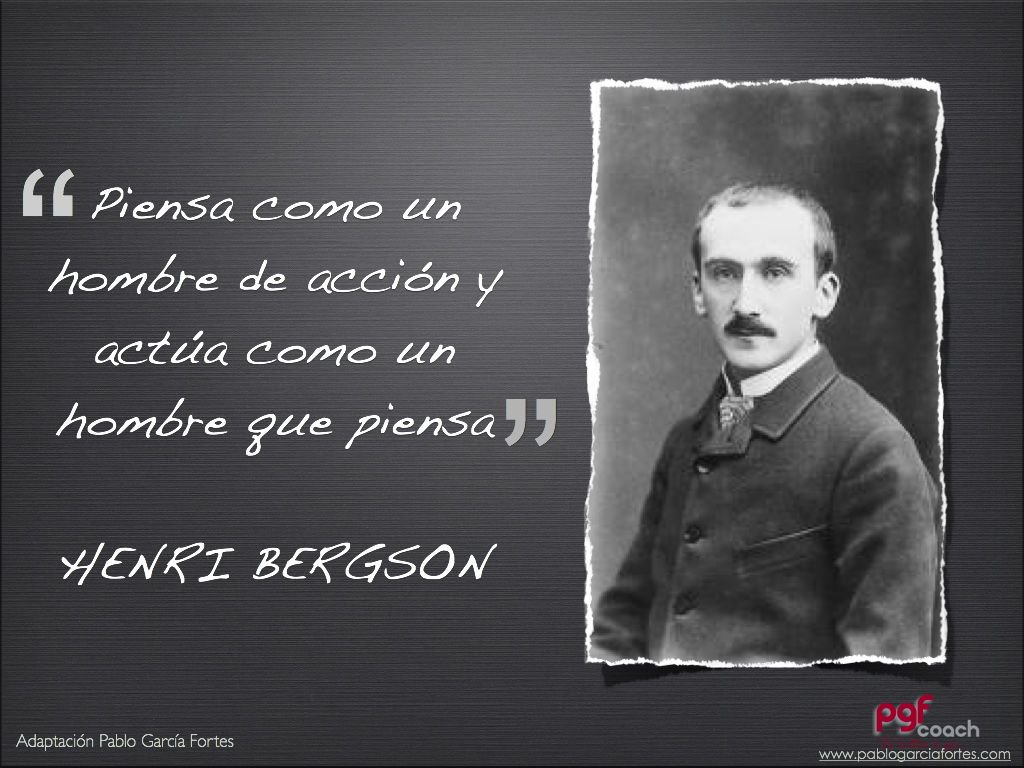 “ Piensa como un
hombre de acción y
actúa como un
hombre que piensa ”
HENRI BERGSON
Adaptación Pablo García Fortes
pgf coach
www.pablogarciafortes.com